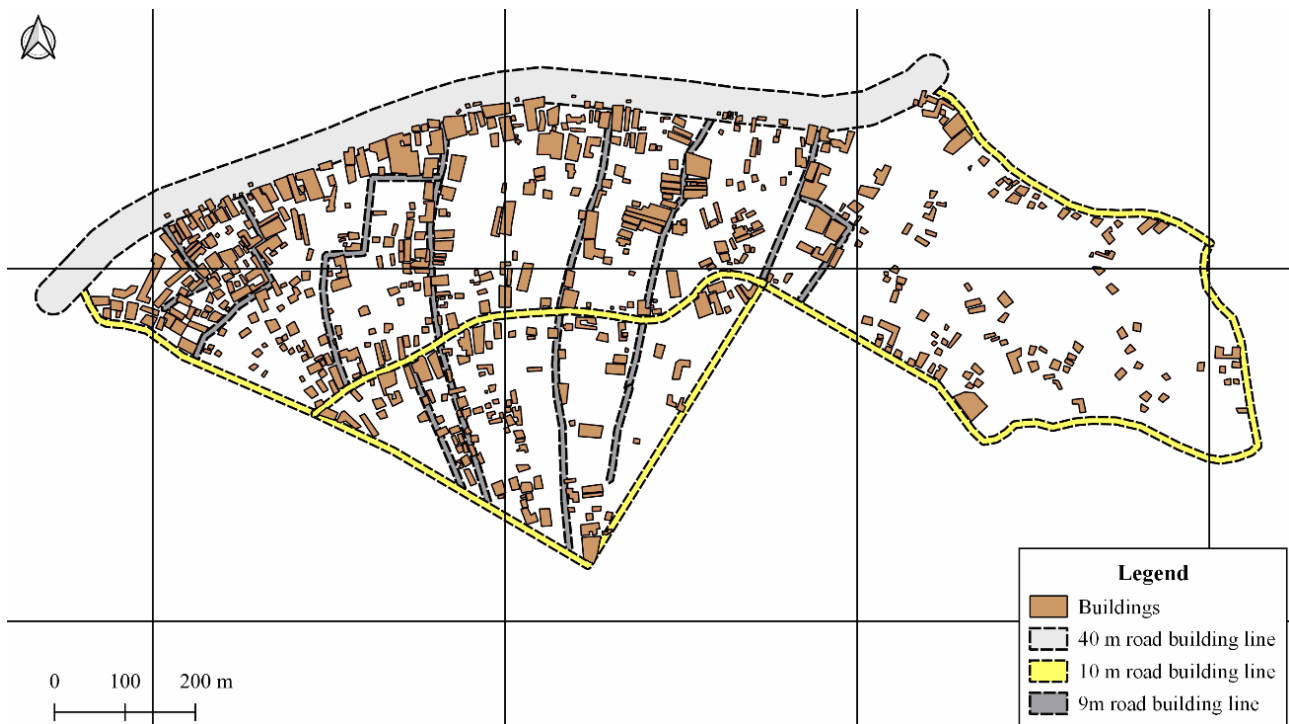 Legend
Buildings
40 m road building line
10 m road building line
9m road building line
0 100 200 m